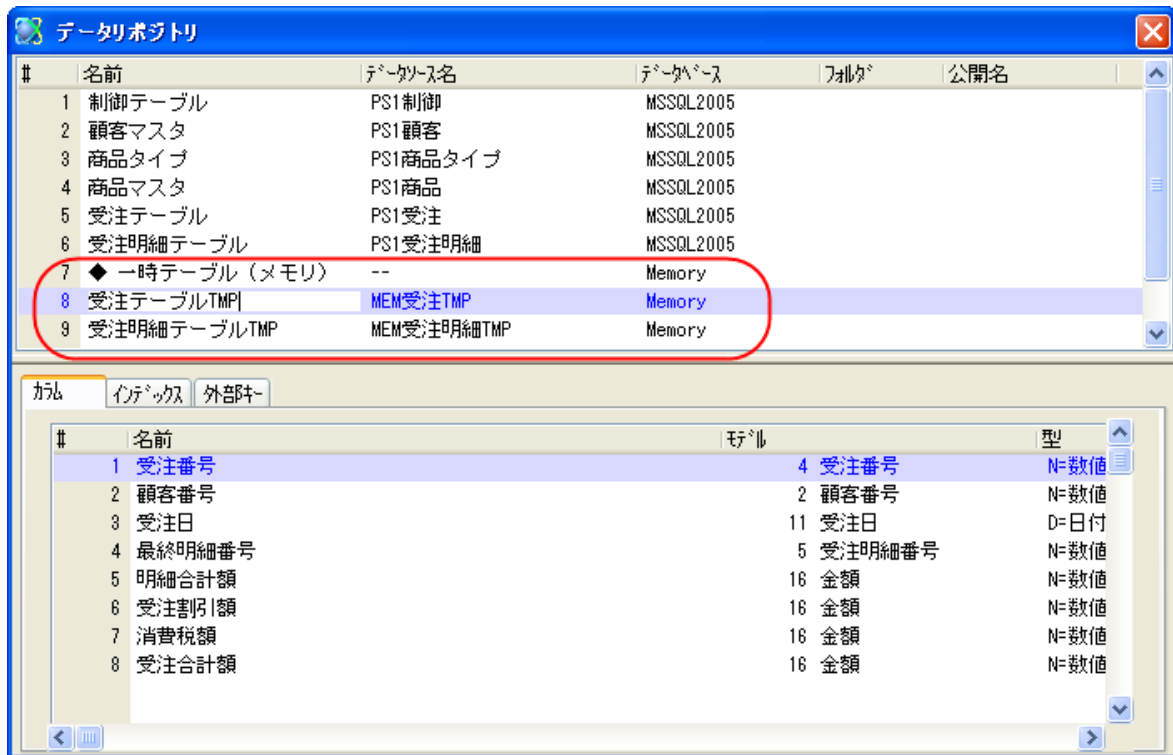 データリポジトリ
# 名前 ﾃﾞｰﾀｿｰｽ名 ﾃﾞｰﾀﾍﾞｰｽ ﾌｫﾙﾀﾞ 公開名
1 制御テーブル PS1制御 MSSQL2005
2 顧客マスタ PS1顧客 MSSQL2005
3 商品タイプ PS1商品タイプ MSSQL2005
4 商品マスタ PS1商品 MSSQL2005
5 受注テーブル PS1受注 MSSQL2005
6 受注明細テーブル PS1受注明細 MSSQL2005
7 ◆ 一時テーブル（メモリ） -- Memory
8 受注テーブルTMP MEM受注TMP Memory
9 受注明細テーブルTMP MEM受注明細TMP Memory
ｶﾗﾑ ｲﾝﾃﾞｯｸｽ 外部ｷｰ
# 名前 ﾓﾃﾞﾙ 型
1 受注番号 4 受注番号 N=数値
2 顧客番号 2 顧客番号 N=数値
3 受注日 11 受注日 D=日付
4 最終明細番号 5 受注明細番号 N=数値
5 明細合計額 16 金額 N=数値
6 受注割引額 16 金額 N=数値
7 消費税額 16 金額 N=数値
8 受注合計額 16 金額 N=数値